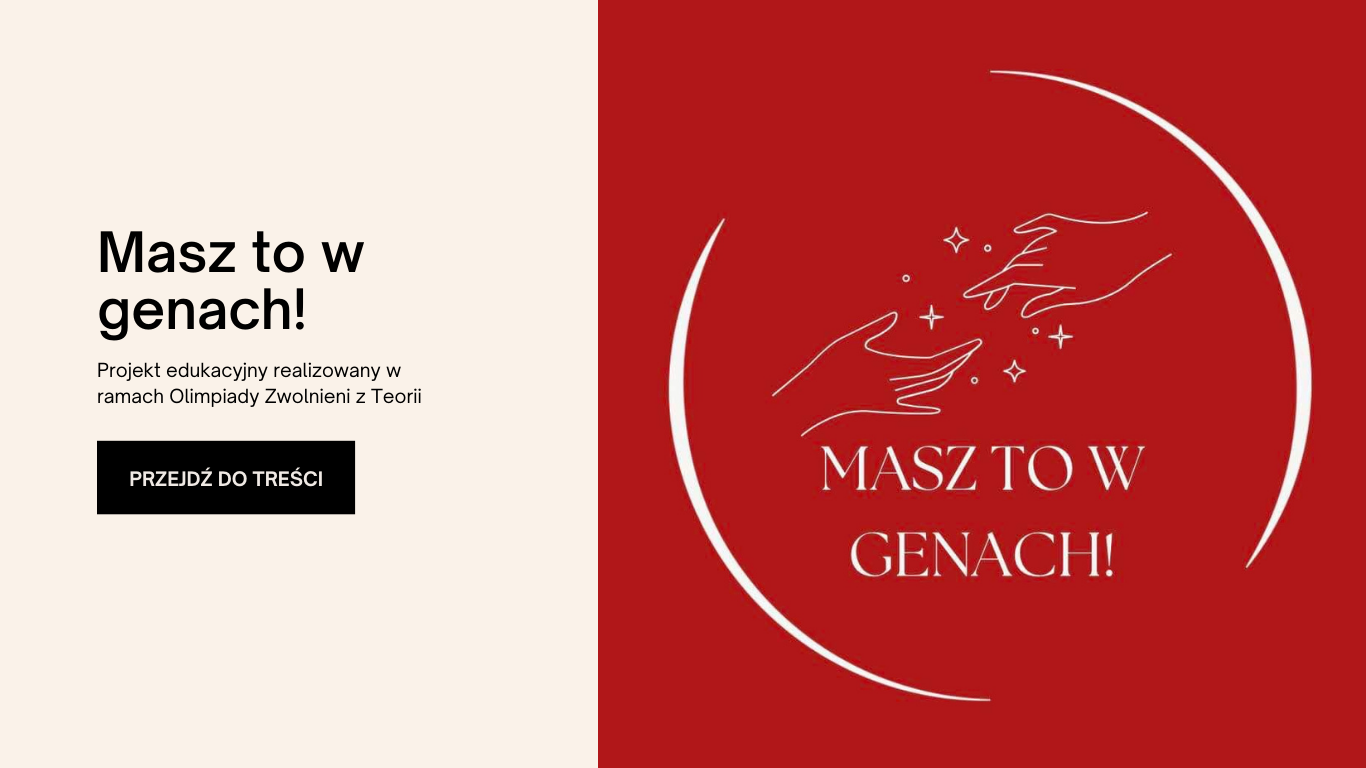 Masz to w
genach!
Projekt edukacyjny realizowany w
ramach Olimpiady Zwolnieni z Teorii
PRZEJDŹ DO TREŚCI
MASZ TO W
GENACH!